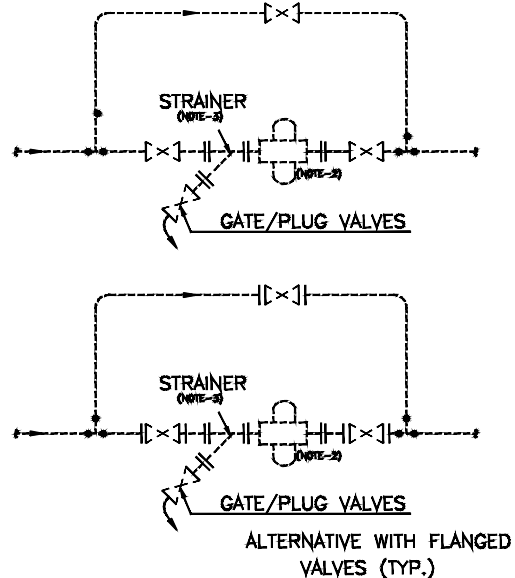 STRAINER
(NOTE-3)
(NOTE-2)
GATE/PLUG VALVES
STRAINER
(NOTE-3)
(NOTE-2)
GATE/PLUG VALVES
ALTERNATIVE WITH FLANGED
VALVES (TYP.)